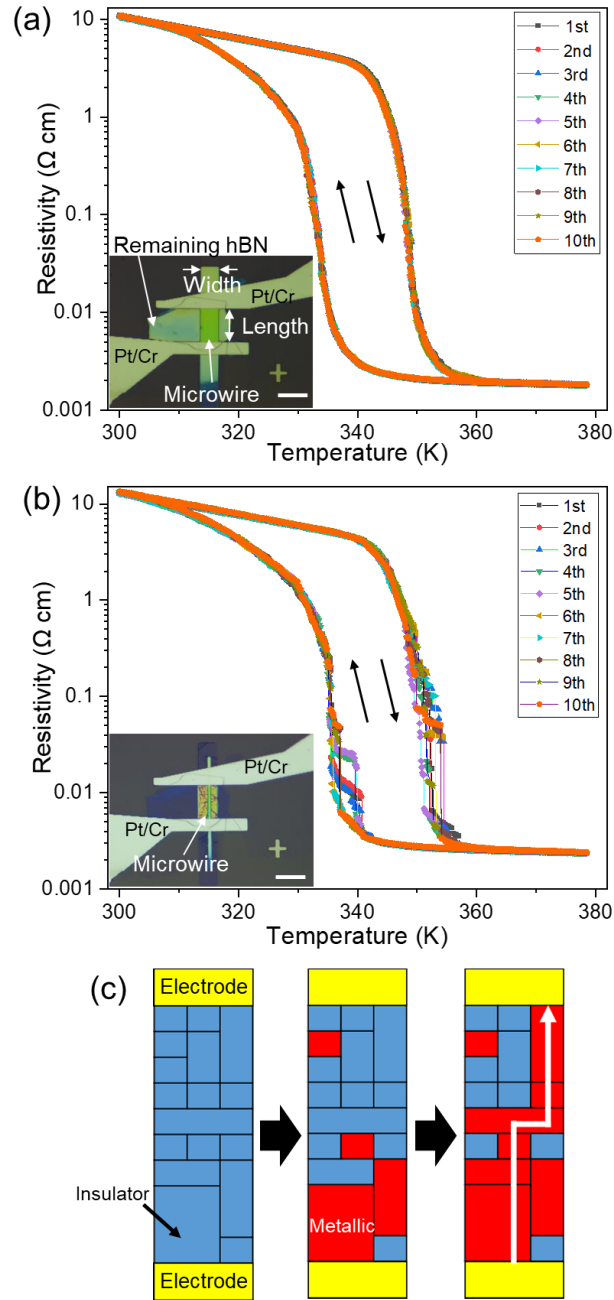 (a)
10
1
0.1
0.01
0.001
Resistivity (Ω cm)
1st
2nd
3rd
4th
5th
6th
7th
8th
9th
10th
Remaining hBN
Width
Pt/Cr
Length
Pt/Cr
Microwire
300
320
340
360
380
Temperature (K)
(b)
10
1
0.1
0.01
0.001
Resistivity (Ω cm)
1st
2nd
3rd
4th
5th
6th
7th
8th
9th
10th
Pt/Cr
Pt/Cr
Microwire
300
320
340
360
380
Temperature (K)
(c)
Electrode
Insulator
Metallic
Electrode